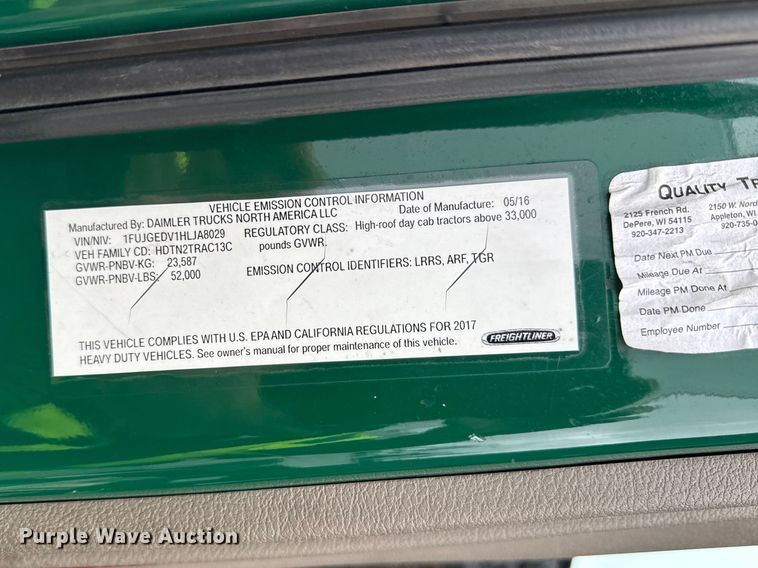 VEHICLE EMISSION CONTROL INFORMATION
Manufactured By: DAIMLER TRUCKS NORTH AMERICA LLC
Date of Manufacture: 05/16
VIN/NIV: 1FUJGEDV1HLJA8029
REGULATORY CLASS: High-roof day cab tractors above 33,000
pounds GVWR.
VEH FAMILY CD: HDTN2TRAC13C
GVWR-PNBV-KG: 23,587
GVWR-PNBV-LBS: 52,000
EMISSION CONTROL IDENTIFIERS: LRRS, ARF, TGR
THIS VEHICLE COMPLIES WITH U.S. EPA AND CALIFORNIA REGULATIONS FOR 2017
HEAVY DUTY VEHICLES. See owner's manual for proper maintenance of this vehicle.
FREIGHTLINER
QUALITY TR
2125 French Rd.
DePere, WI 54115
920-347-2213
2150 W. Nord
Appleton, WI
920-735-0
Date Next PM Due
Mileage Due At
Mileage PM Done At
Date PM Done
Employee Number
Purple Wave Auction